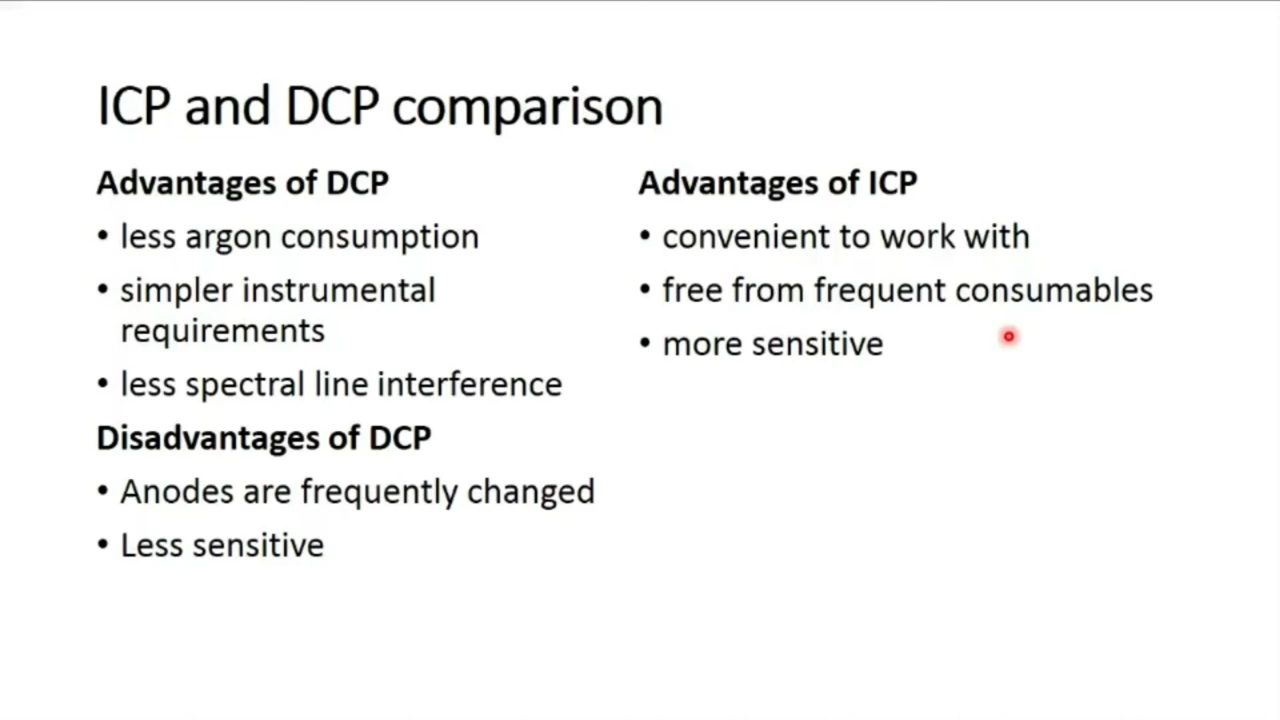 ICP and DCP comparison
Advantages of DCP
• less argon consumption
• simpler instrumental
requirements
• less spectral line interference
Disadvantages of DCP
• Anodes are frequently changed
• Less sensitive
Advantages of ICP
• convenient to work with
• free from frequent consumables
• more sensitive